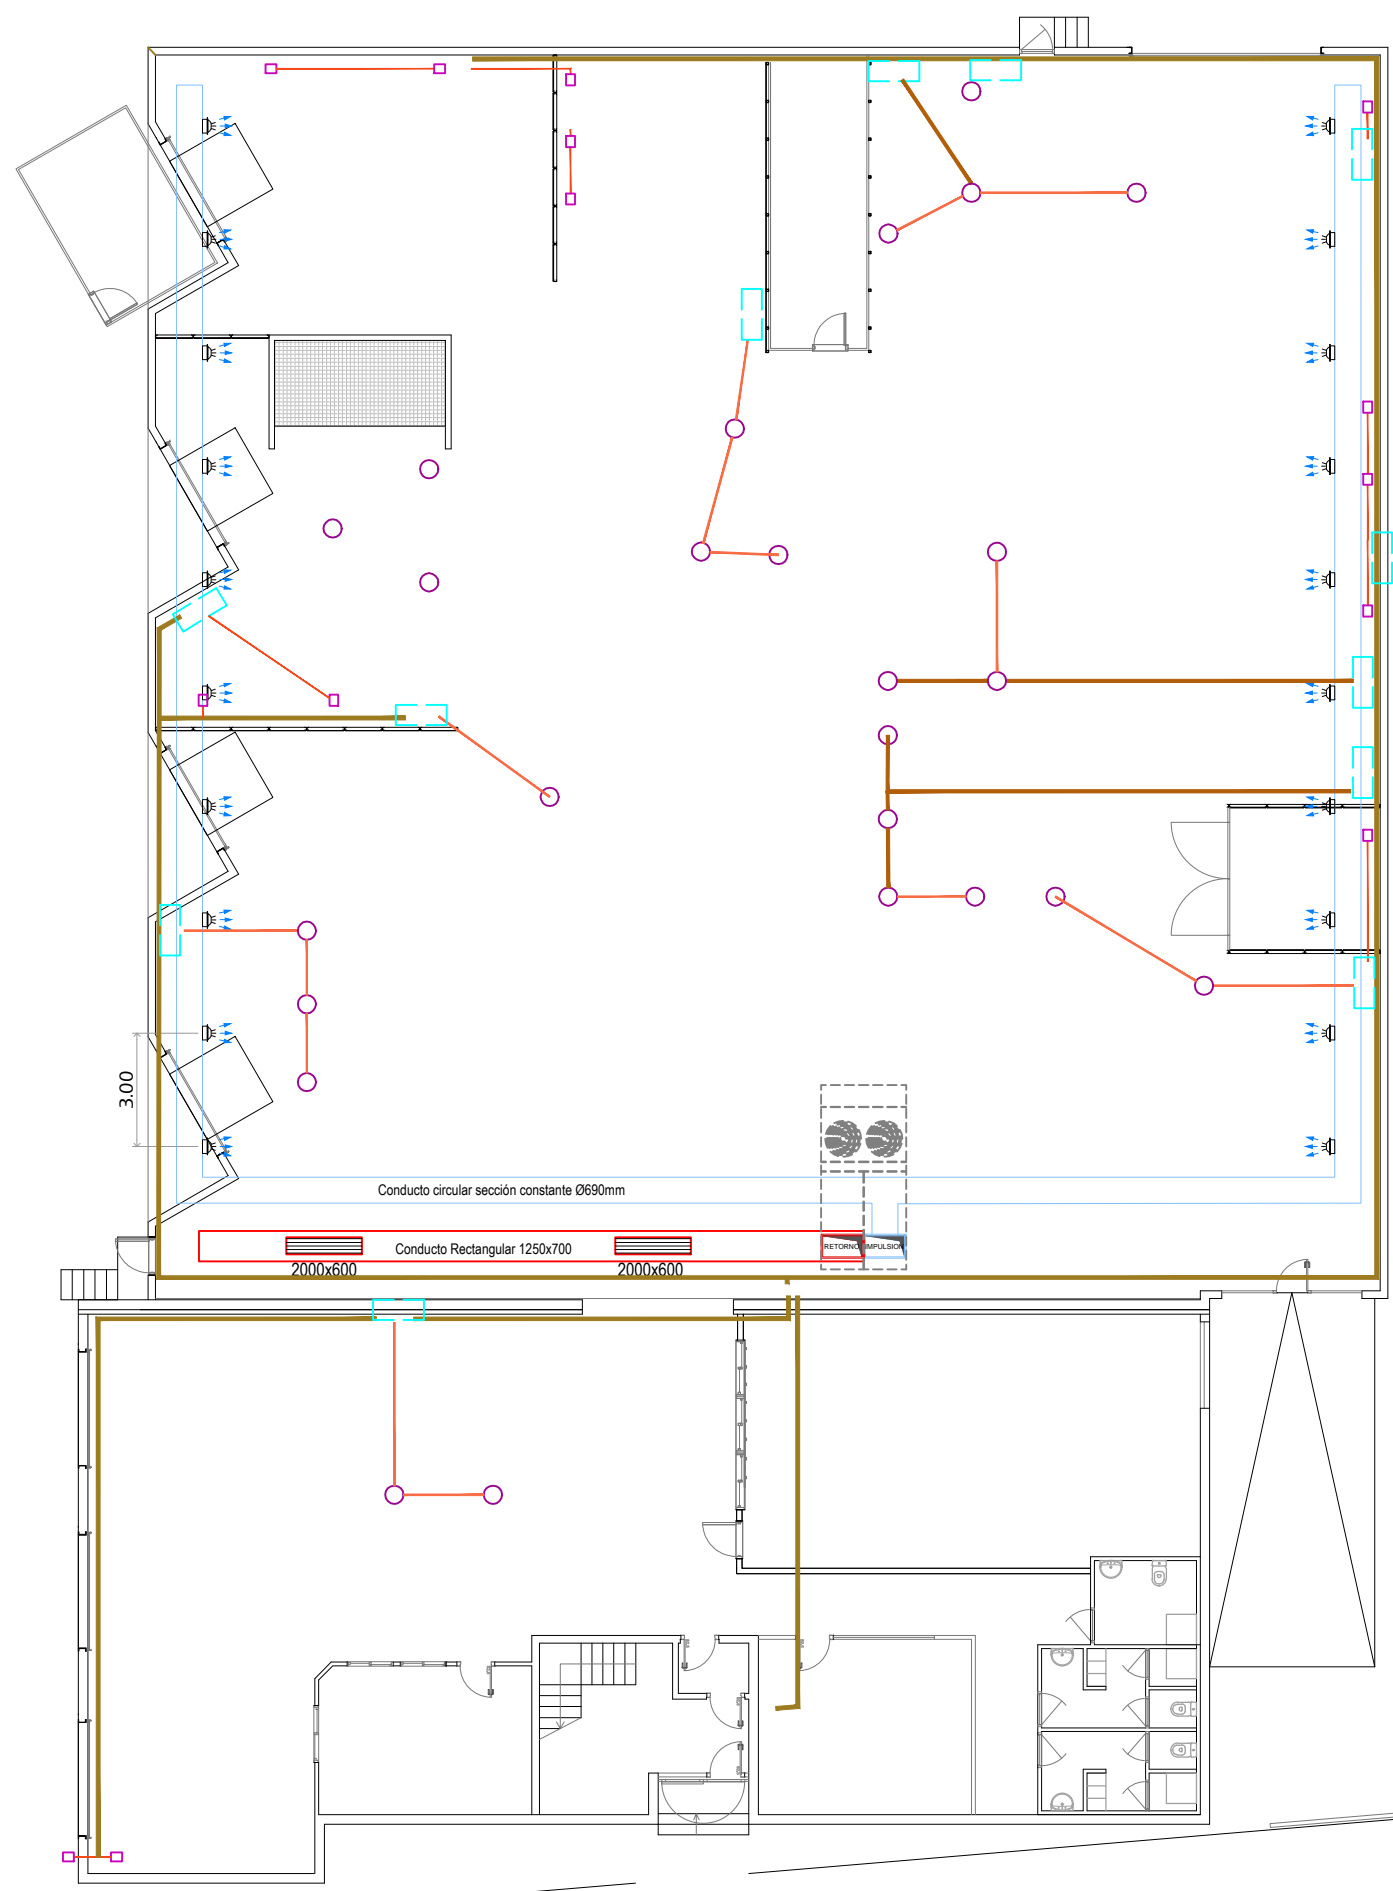 3.00
Conducto circular sección constante Ø690mm
Conducto Rectangular 1250x700
RETORNO
IMPULSION
2000x600
2000x600